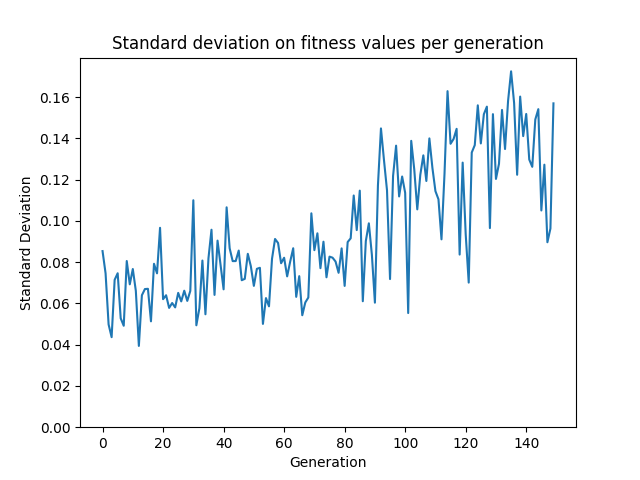 Standard deviation on fitness values per generation
0.16
0.14
0.12
0.10
0.08
0.06
0.04
0.02
0.00
Standard Deviation
0 20 40 60 80 100 120 140
Generation